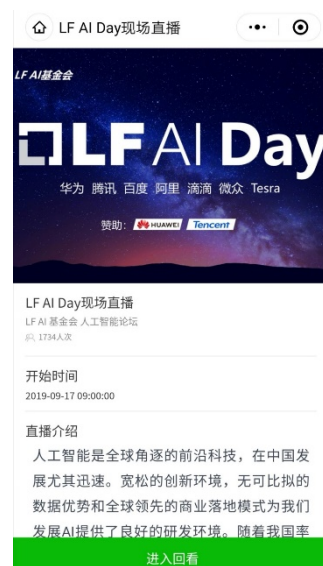 LF AI Day现场直播
LF AI基金会
LF AI Day
华为 腾讯 百度 阿里 滴滴 微众 Tesra
赞助: HUAWEI Tencent
LF AI Day现场直播
LF AI 基金会 人工智能论坛
1734人次
开始时间
2019-09-17 09:00:00
直播介绍
人工智能是全球角逐的前沿科技，在中国发
展尤其迅速。宽松的创新环境，无可比拟的
数据优势和全球领先的商业落地模式为我们
发展AI提供了良好的研发环境。随着我国率
进入回看